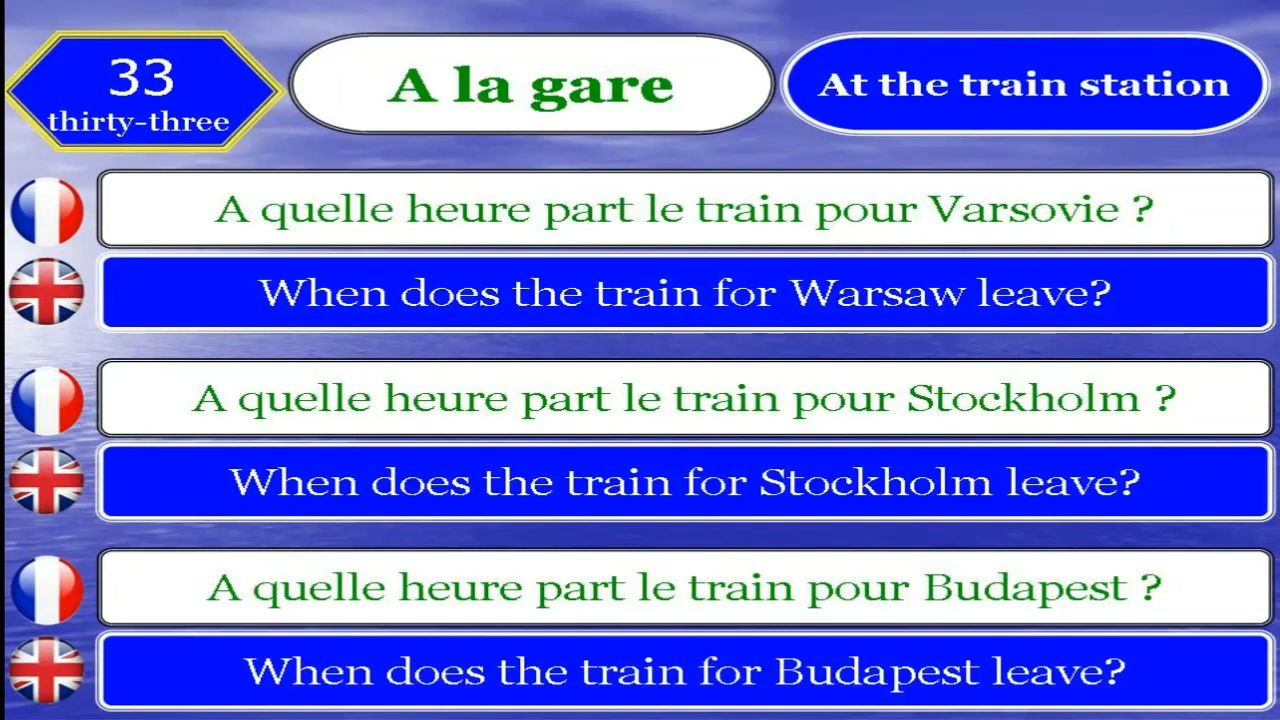 33
thirty-three
A la gare
At the train station
A quelle heure part le train pour Varsovie ?
When does the train for Warsaw leave?
A quelle heure part le train pour Stockholm ?
When does the train for Stockholm leave?
A quelle heure part le train pour Budapest ?
When does the train for Budapest leave?